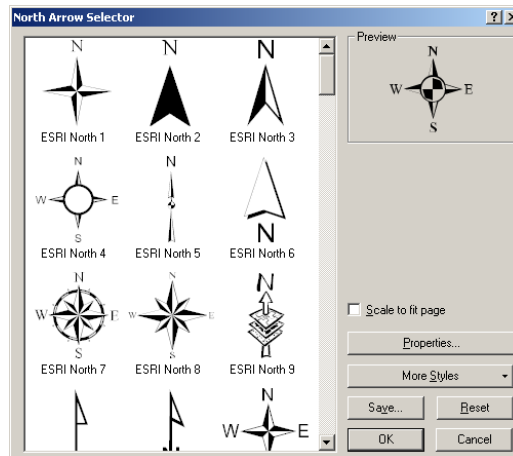 North Arrow Selector
N N N
ESRI North 1 ESRI North 2 ESRI North 3
N N
W E
S N
ESRI North 4 ESRI North 5 ESRI North 6
N N N
W E W E
S S
ESRI North 7 ESRI North 8 ESRI North 9
N
W E
Preview
N
W E
S
Scale to fit page
Properties...
More Styles
Save... Reset
OK Cancel